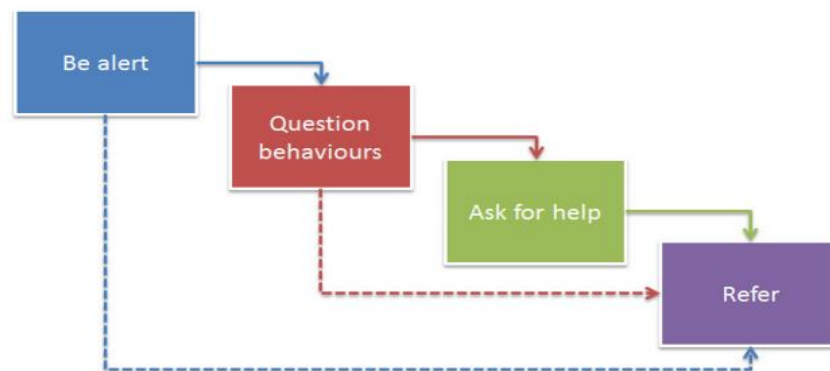 Be alert
Question
behaviours
Ask for help
Refer